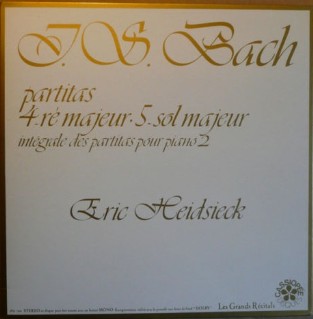 J.S. Bach
partitas
4 - ré majeur - 5 - sol majeur
intégrale des partitas pour piano 2
Eric Heidsieck
CASSIOPÉE
Les Grands Récitals